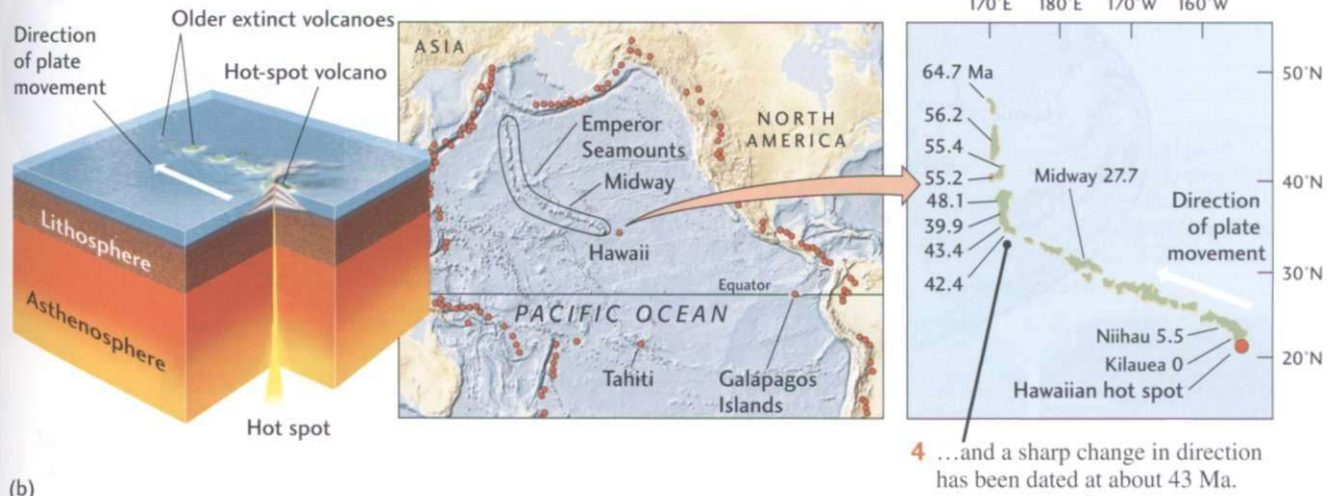 Older extinct volcanoes
Direction
of plate
movement
Hot-spot volcano
Lithosphere
Asthenosphere
Hot spot
(b)
ASIA
NORTH
AMERICA
Emperor
Seamounts
Midway
Hawaii
Equator
PACIFIC OCEAN
Tahiti
Galápagos
Islands
170°E 180°E 170°W 160°W
64.7 Ma
56.2
55.4
55.2
48.1
39.9
43.4
42.4
Midway 27.7
Direction
of plate
movement
Niihau 5.5
Kilauea 0
Hawaiian hot spot
50°N
40°N
30°N
20°N
4 ...and a sharp change in direction
has been dated at about 43 Ma.